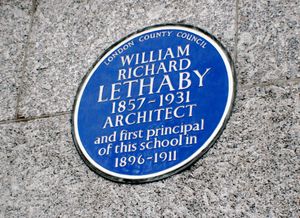 LONDON COUNTY COUNCIL
WILLIAM
RICHARD
LETHABY
1857-1931
ARCHITECT
and first principal
of this school in
1896-1911